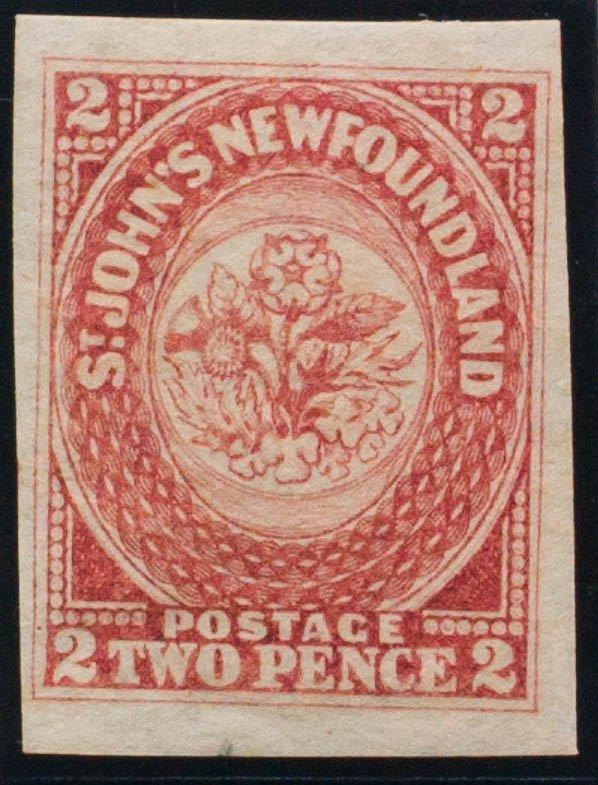 2 2
ST. JOHN'S NEWFOUNDLAND
POSTAGE
2 TWO PENCE 2